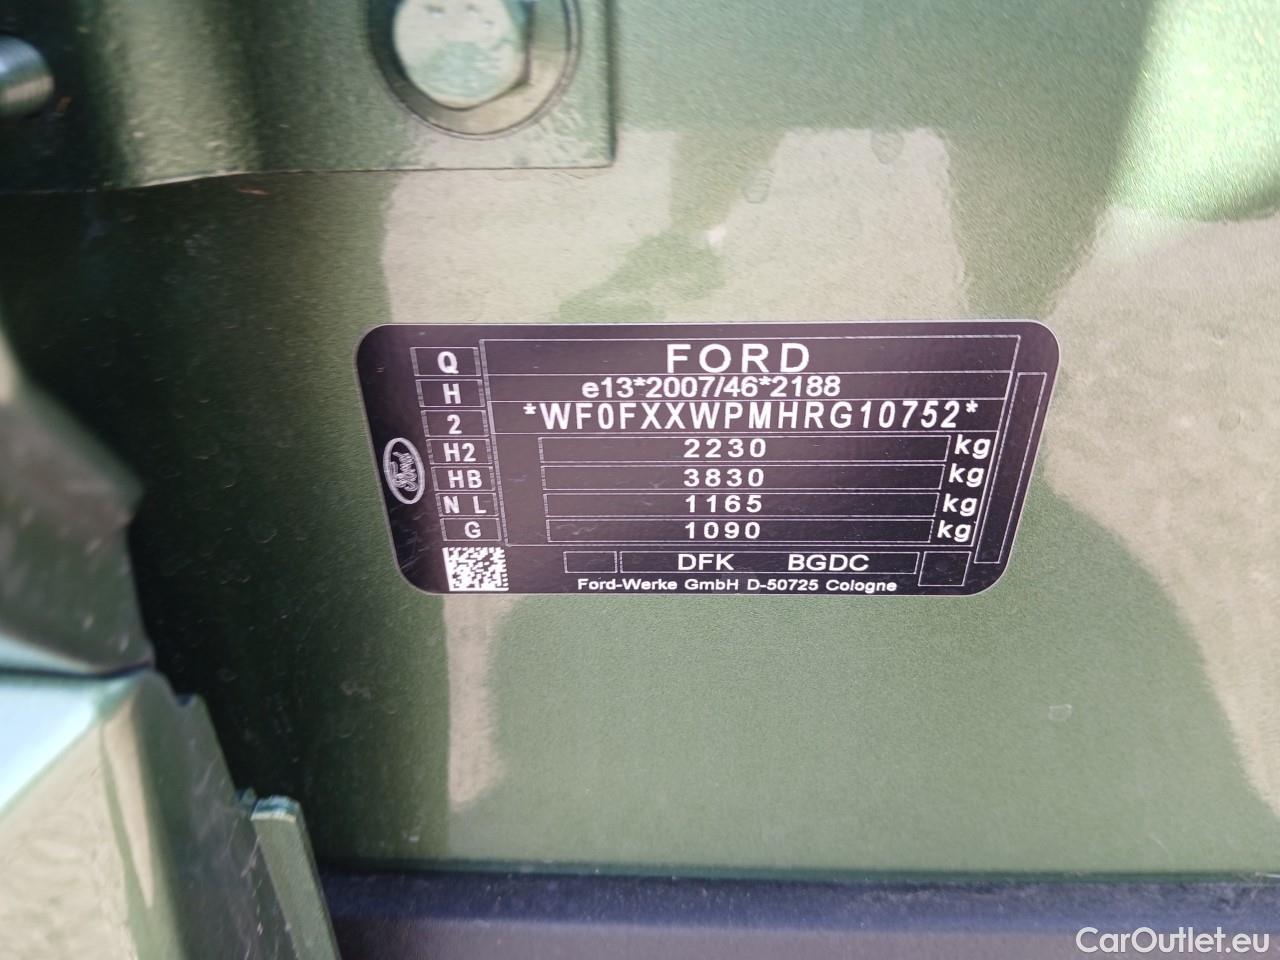 Q FORD
H e13*2007/46*2188
2 *WF0FXXWPMHRG10752*
H2 2230 kg
HB 3830 kg
N L 1165 kg
G 1090 kg
Ford
DFK BGDC
Ford-Werke GmbH D-50725 Cologne
CarOutlet.eu